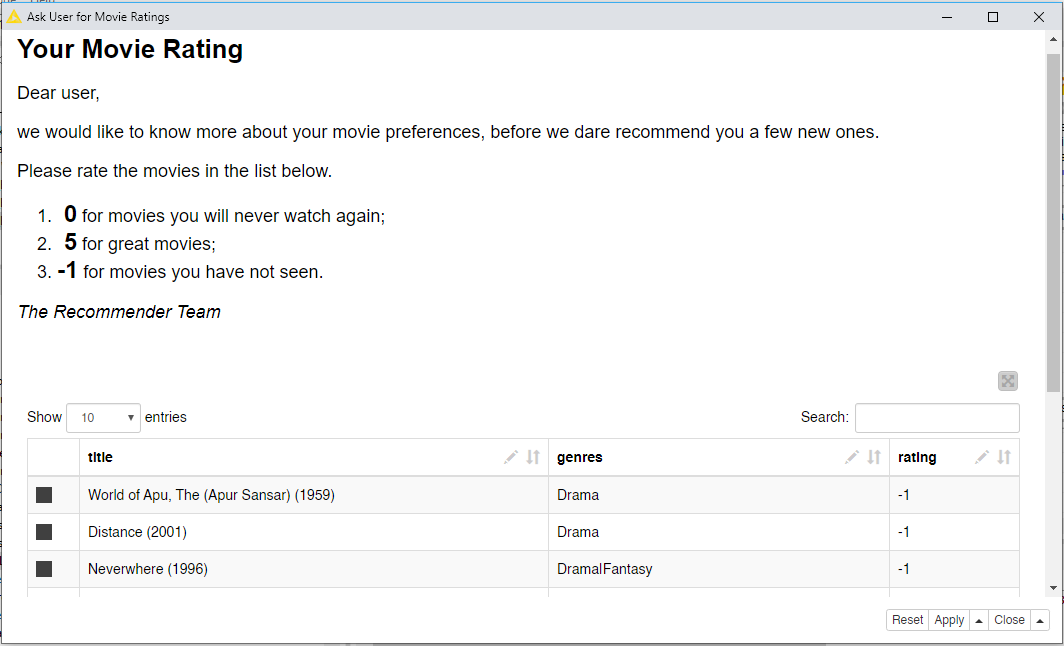 Ask User for Movie Ratings
Your Movie Rating
Dear user,
we would like to know more about your movie preferences, before we dare recommend you a few new ones.
Please rate the movies in the list below.
1. 0 for movies you will never watch again;
2. 5 for great movies;
3. -1 for movies you have not seen.
The Recommender Team
Show 10 entries Search:
title genres rating
World of Apu, The (Apur Sansar) (1959) Drama -1
Distance (2001) Drama -1
Neverwhere (1996) Drama|Fantasy -1
Reset Apply Close